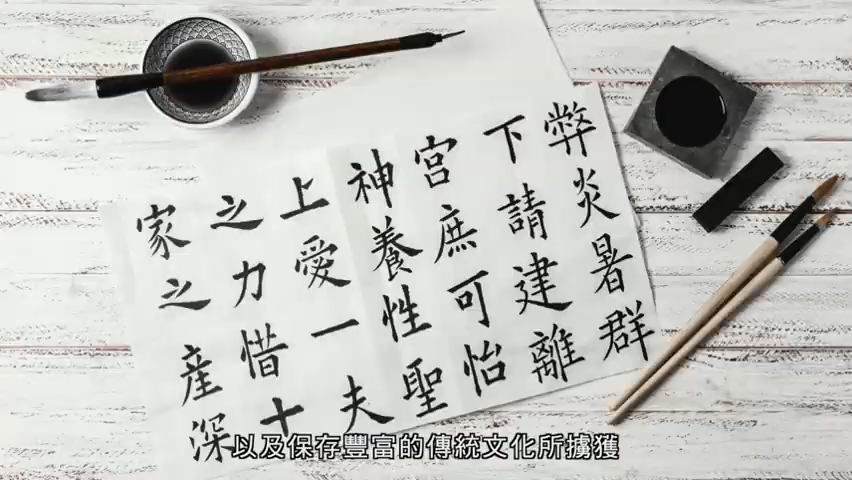 弊炎暑群
下請建離
宮庶可怡
神養性聖
上愛一夫
之力惜十
家之産深
以及保存豐富的傳統文化所擄獲